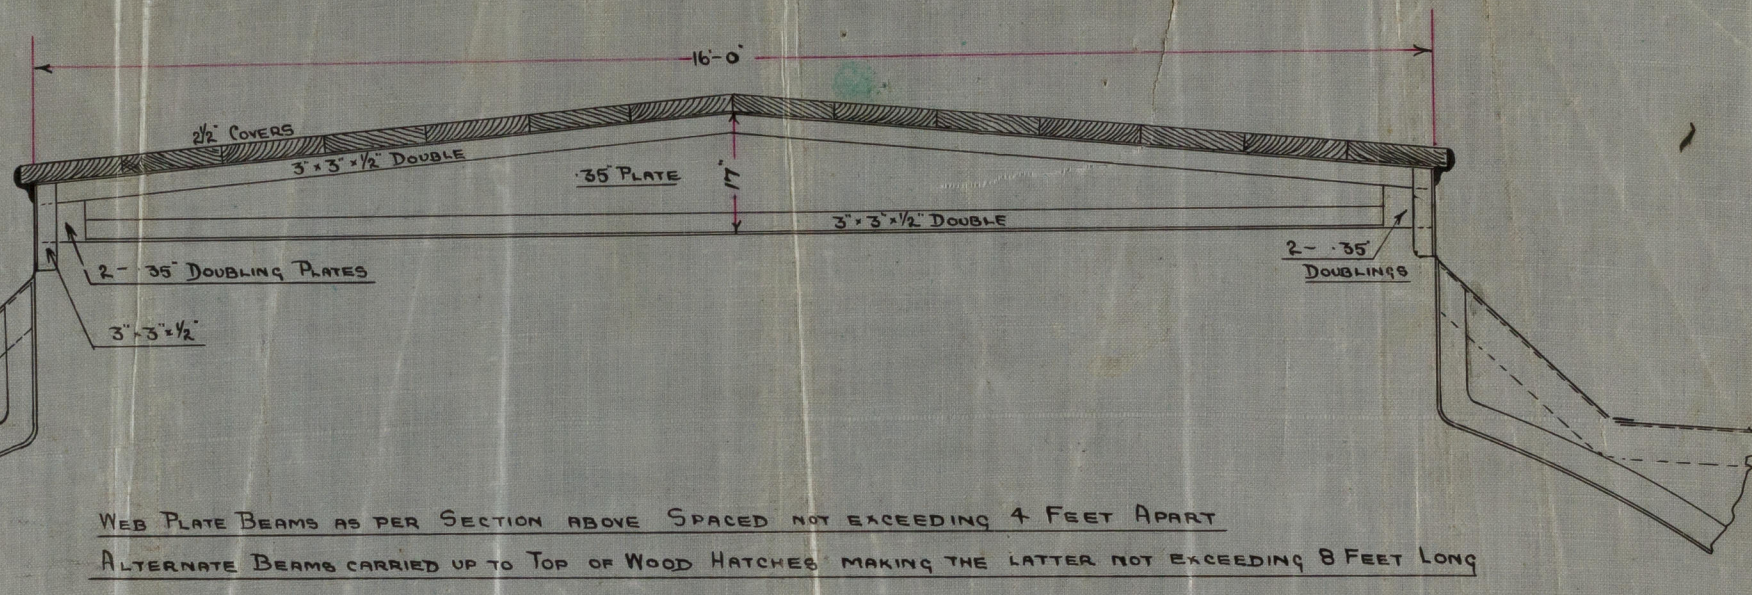 16'-0"
2½" COVERS
3" × 3" × ½" DOUBLE
·35" PLATE
17"
3" × 3" × ½" DOUBLE
2 - ·35" DOUBLING PLATES
2 - ·35"
DOUBLINGS
3" × 3" × ½"
WEB PLATE BEAMS AS PER SECTION ABOVE SPACED NOT EXCEEDING 4 FEET APART
ALTERNATE BEAMS CARRIED UP TO TOP OF WOOD HATCHES MAKING THE LATTER NOT EXCEEDING 8 FEET LONG